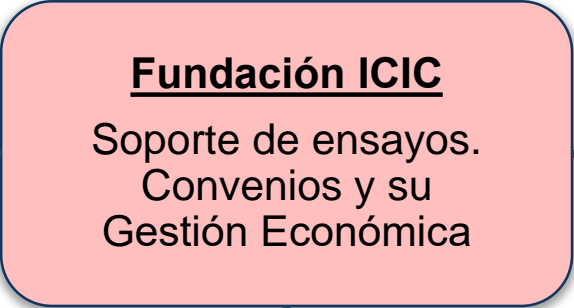 Fundación ICIC
Soporte de ensayos.
Convenios y su
Gestión Económica